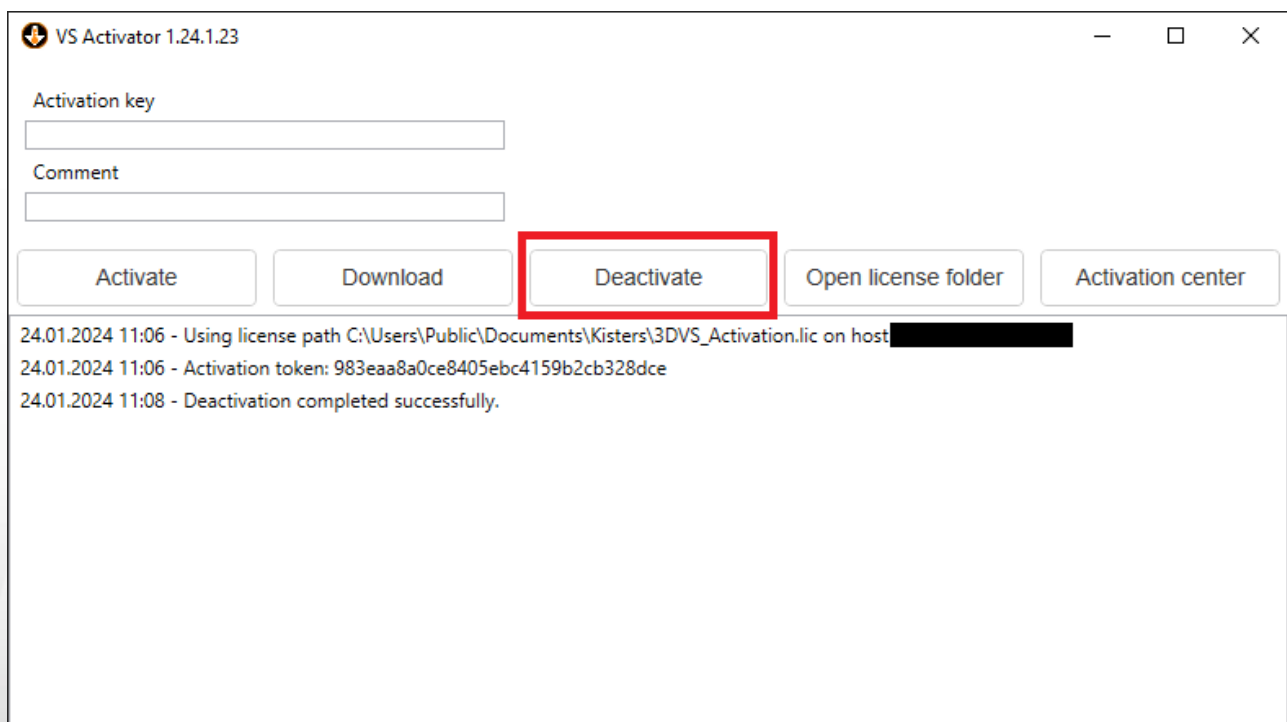 VS Activator 1.24.1.23
Activation key
Comment
Activate
Download
Deactivate
Open license folder
Activation center
24.01.2024 11:06 - Using license path C:\Users\Public\Documents\Kisters\3DVS_Activation.lic on host
24.01.2024 11:06 - Activation token: 983eaa8a0ce8405ebc4159b2cb328dce
24.01.2024 11:08 - Deactivation completed successfully.